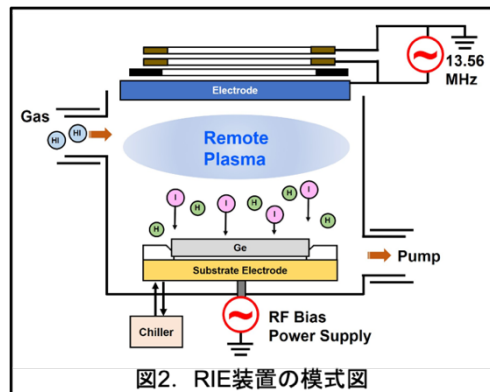 13.56
MHz
Electrode
Gas
HI
HI
Remote
Plasma
I
H
I
H
I
H
I
I
H
H
Ge
Substrate Electrode
Pump
Chiller
RF Bias
Power Supply
図2. RIE装置の模式図